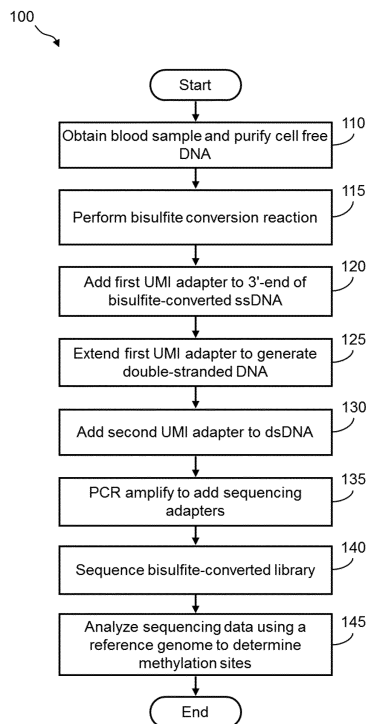 100
Start
110
Obtain blood sample and purify cell free
DNA
115
Perform bisulfite conversion reaction
120
Add first UMI adapter to 3'-end of
bisulfite-converted ssDNA
125
Extend first UMI adapter to generate
double-stranded DNA
130
Add second UMI adapter to dsDNA
135
PCR amplify to add sequencing
adapters
140
Sequence bisulfite-converted library
145
Analyze sequencing data using a
reference genome to determine
methylation sites
End